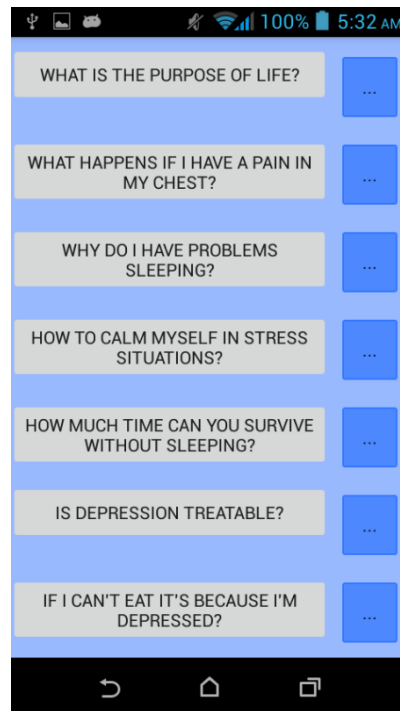 100% 5:32 AM
WHAT IS THE PURPOSE OF LIFE?
...
WHAT HAPPENS IF I HAVE A PAIN IN
MY CHEST?
...
WHY DO I HAVE PROBLEMS
SLEEPING?
...
HOW TO CALM MYSELF IN STRESS
SITUATIONS?
...
HOW MUCH TIME CAN YOU SURVIVE
WITHOUT SLEEPING?
...
IS DEPRESSION TREATABLE?
...
IF I CAN'T EAT IT'S BECAUSE I'M
DEPRESSED?
...